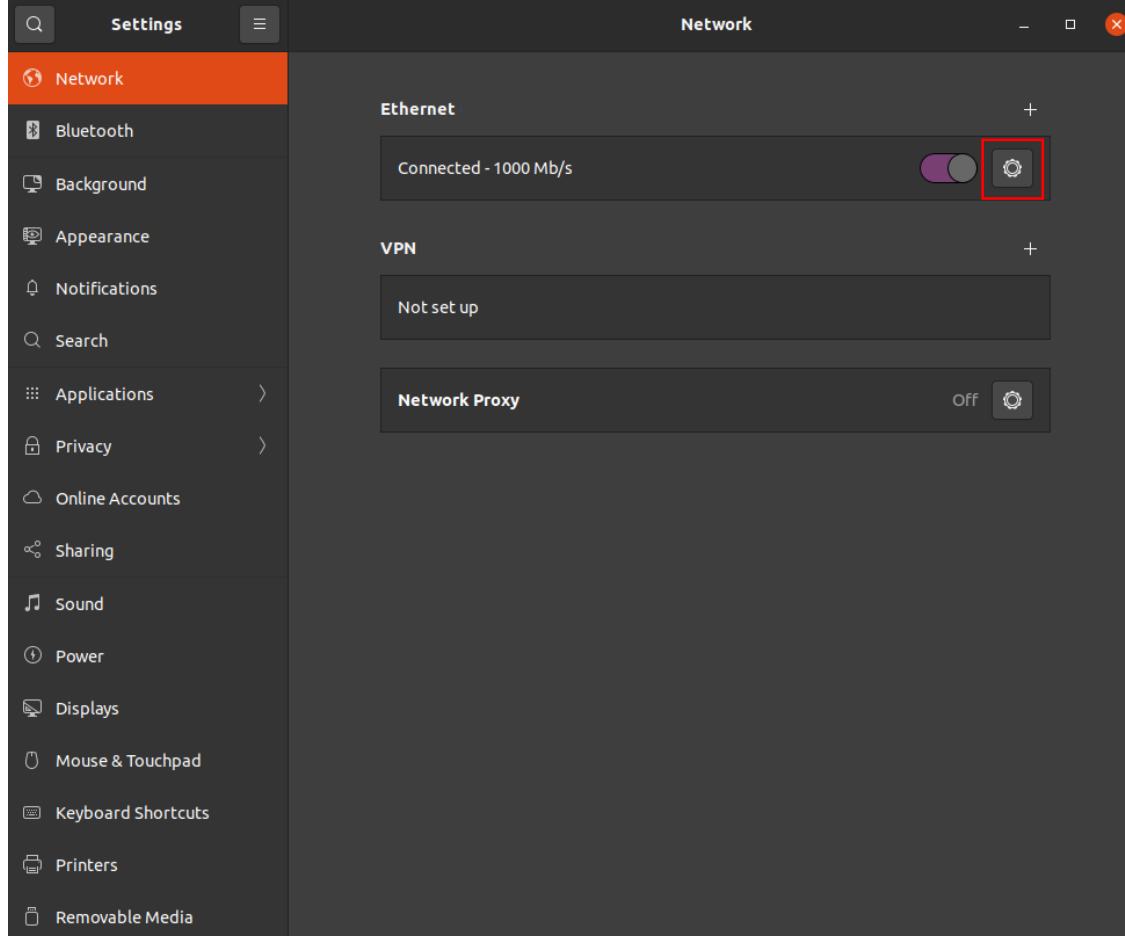 Settings
Network
Network
Bluetooth
Background
Appearance
Notifications
Search
Applications
Privacy
Online Accounts
Sharing
Sound
Power
Displays
Mouse & Touchpad
Keyboard Shortcuts
Printers
Removable Media
Ethernet
Connected - 1000 Mb/s
VPN
Not set up
Network Proxy Off